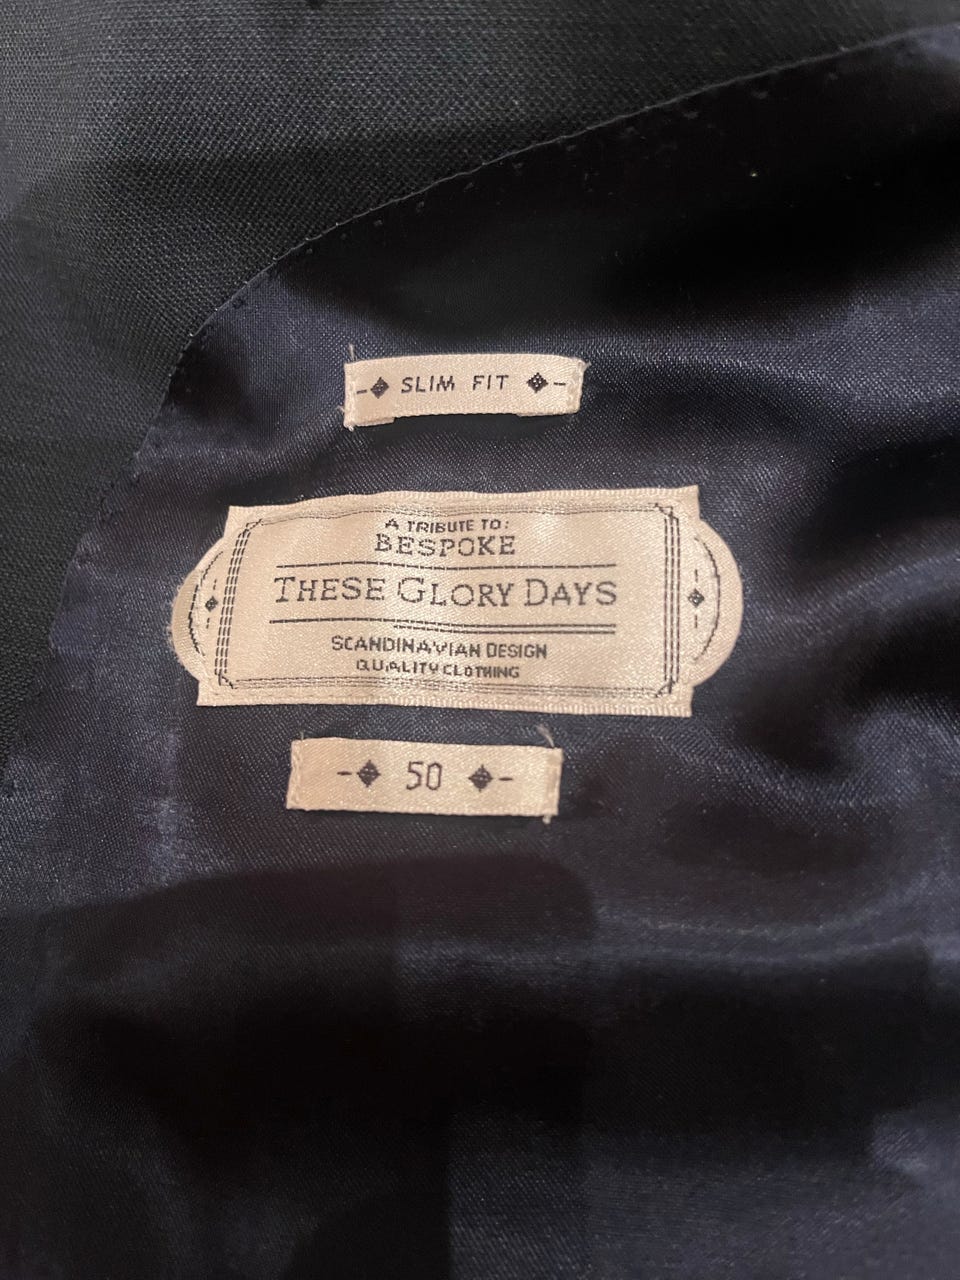 SLIM FIT
A TRIBUTE TO:
BESPOKE
THESE GLORY DAYS
SCANDINAVIAN DESIGN
QUALITY CLOTHING
50